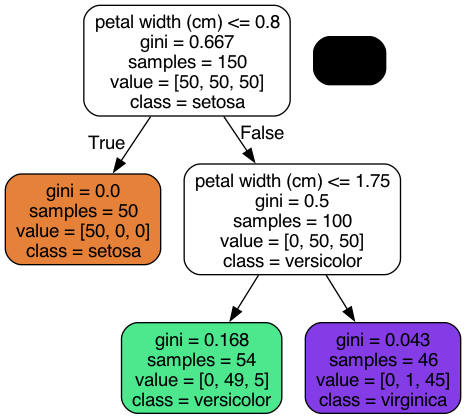 petal width (cm) <= 0.8
gini = 0.667
samples = 150
value = [50, 50, 50]
class = setosa
True
False
gini = 0.0
samples = 50
value = [50, 0, 0]
class = setosa
petal width (cm) <= 1.75
gini = 0.5
samples = 100
value = [0, 50, 50]
class = versicolor
gini = 0.168
samples = 54
value = [0, 49, 5]
class = versicolor
gini = 0.043
samples = 46
value = [0, 1, 45]
class = virginica